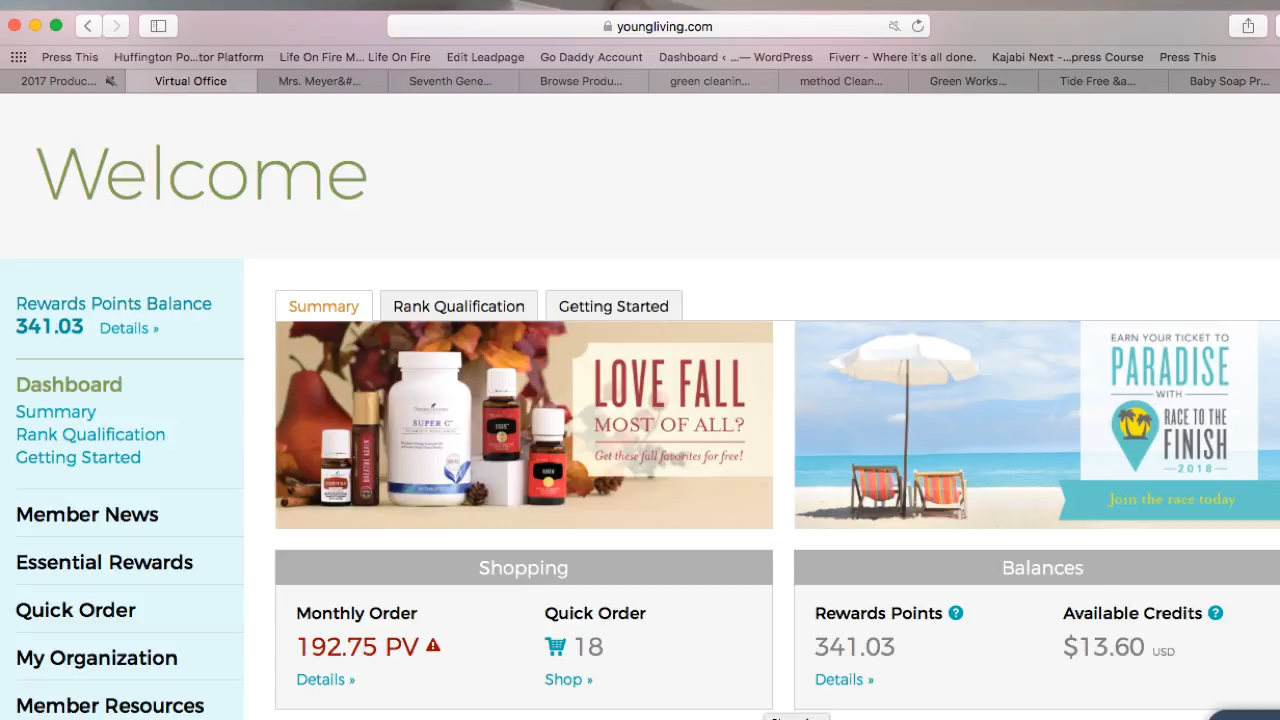 youngliving.com
Press This Huffington Po...tor Platform Life On Fire M... Life On Fire Edit Leadpage Go Daddy Account Dashboard ‹ ...— WordPress Fiverr - Where it's all done. Kajabi Next -...press Course Press This
2017 Produc... Virtual Office Mrs. Meyer&#... Seventh Gene... Browse Produ... green cleanin... method Clean... Green Works... Tide Free &a... Baby Soap Pr...
Welcome
Rewards Points Balance
341.03 Details »
Dashboard
Summary
Rank Qualification
Getting Started
Member News
Essential Rewards
Quick Order
My Organization
Member Resources
Summary Rank Qualification Getting Started
SUPER C
LOVE FALL
MOST OF ALL?
Get these fall favorites for free!
EARN YOUR TICKET TO
PARADISE
WITH
RACE TO THE
FINISH
2018
Join the race today
Shopping
Monthly Order Quick Order
192.75 PV 18
Details » Shop »
Balances
Rewards Points ? Available Credits ?
341.03 $13.60 USD
Details »